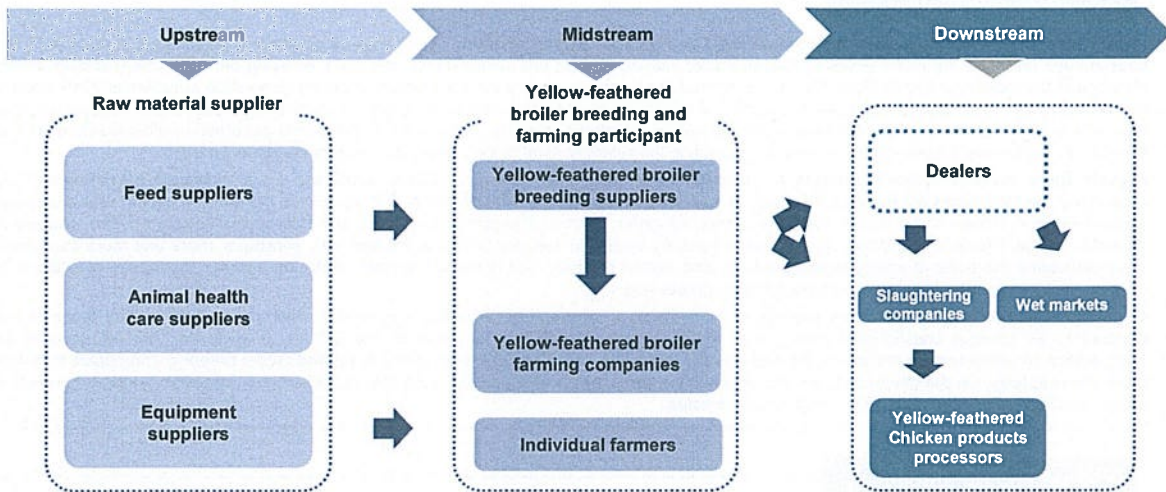 Upstream
Midstream
Downstream
Raw material supplier
Feed suppliers
Animal health
care suppliers
Equipment
suppliers
Yellow-feathered
broiler breeding and
farming participant
Yellow-feathered broiler
breeding suppliers
Yellow-feathered broiler
farming companies
Individual farmers
Dealers
Slaughtering
companies
Wet markets
Yellow-feathered
Chicken products
processors